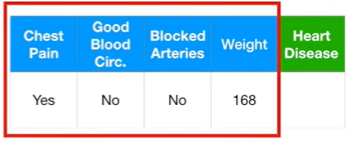 Chest Pain
Good Blood Circ.
Blocked Arteries
Weight
Heart Disease
Yes
No
No
168